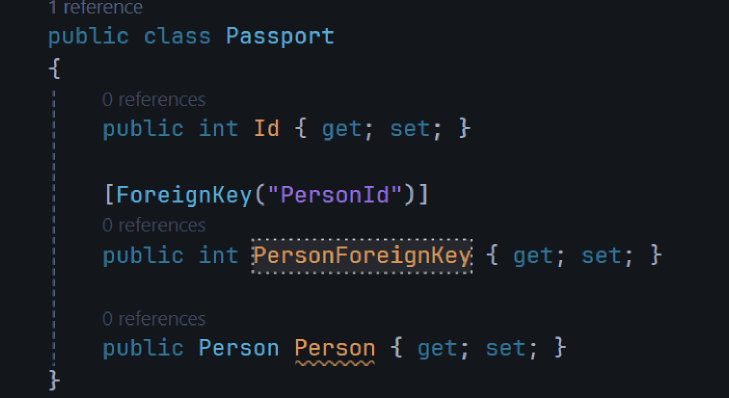 1 reference
public class Passport
{
0 references
public int Id { get; set; }
[ForeignKey("PersonId")]
0 references
public int PersonForeignKey { get; set; }
0 references
public Person Person { get; set; }
}